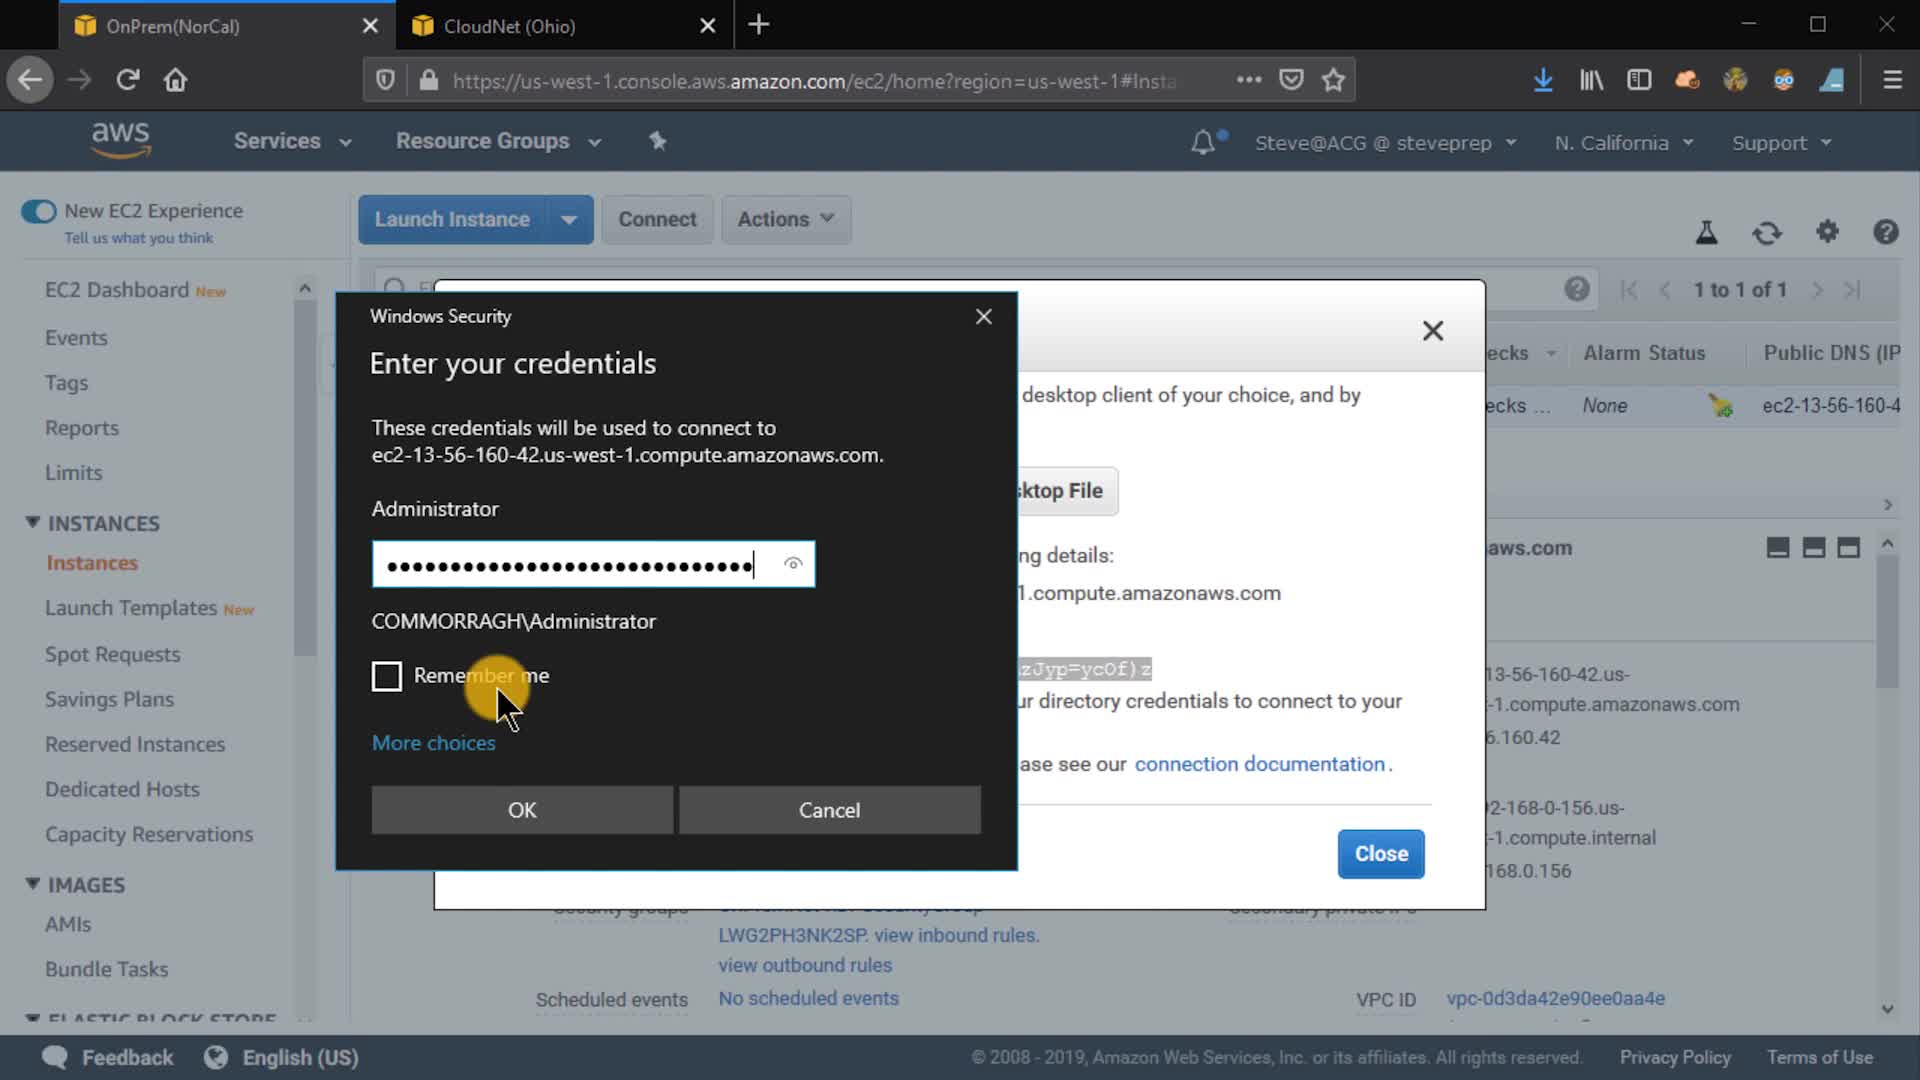 OnPrem(NorCal)
CloudNet (Ohio)
https://us-west-1.console.aws.amazon.com/ec2/home?region=us-west-1#Insta
aws
Services
Resource Groups
Steve@ACG @ steveprep
N. California
Support
New EC2 Experience
Tell us what you think
Launch Instance
Connect
Actions
EC2 Dashboard New
Events
Tags
Reports
Limits
INSTANCES
Instances
Launch Templates New
Spot Requests
Savings Plans
Reserved Instances
Dedicated Hosts
Capacity Reservations
IMAGES
AMIs
Bundle Tasks
ELASTIC BLOCK STORE
1 to 1 of 1
ecks
Alarm Status
Public DNS (IP
ecks ...
None
ec2-13-56-160-4
Windows Security
Enter your credentials
These credentials will be used to connect to
ec2-13-56-160-42.us-west-1.compute.amazonaws.com.
Administrator
COMMORRAGH\Administrator
Remember me
More choices
OK
Cancel
desktop client of your choice, and by
sktop File
ng details:
1.compute.amazonaws.com
zJyp=ycOf)z
ur directory credentials to connect to your
ase see our connection documentation.
Close
aws.com
13-56-160-42.us-
-1.compute.amazonaws.com
6.160.42
92-168-0-156.us-
-1.compute.internal
168.0.156
Security groups
LWG2PH3NK2SP. view inbound rules.
view outbound rules
Scheduled events
No scheduled events
VPC ID
vpc-0d3da42e90ee0aa4e
Feedback
English (US)
© 2008 - 2019, Amazon Web Services, Inc. or its affiliates. All rights reserved.
Privacy Policy
Terms of Use